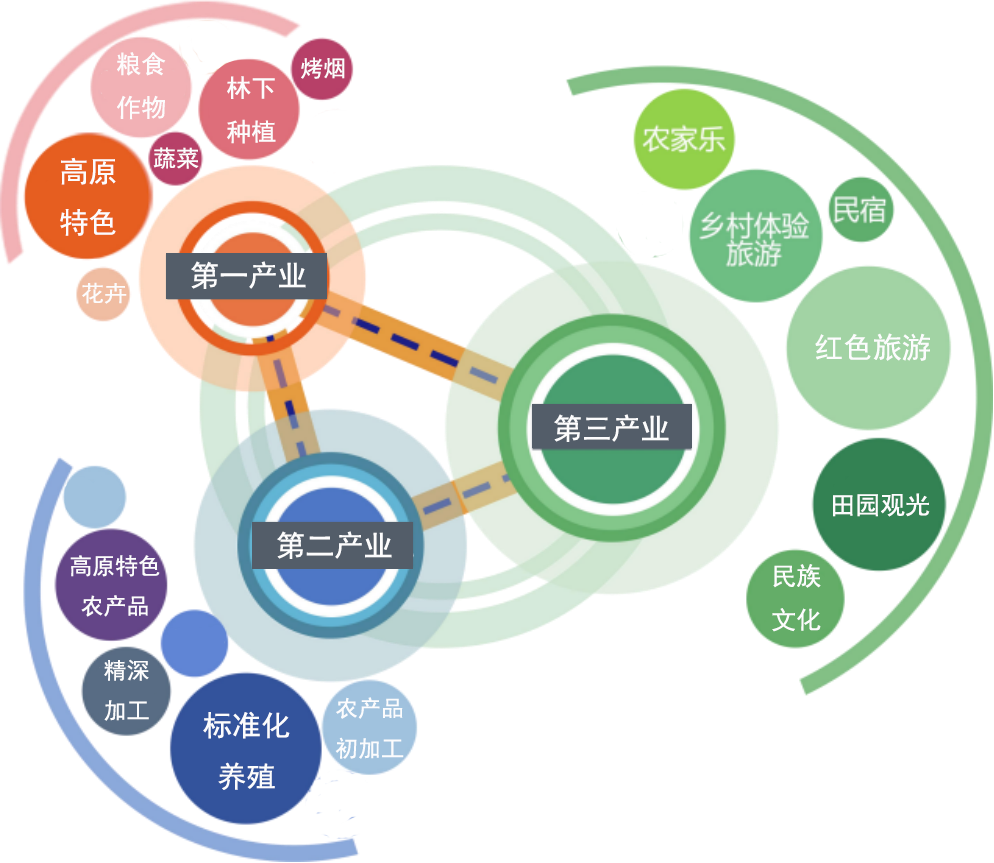 粮食
作物
林下
种植
烤烟
蔬菜
高原
特色
花卉
第一产业
农家乐
乡村体验
旅游
民宿
红色旅游
第三产业
田园观光
民族
文化
第二产业
高原特色
农产品
精深
加工
标准化
养殖
农产品
初加工